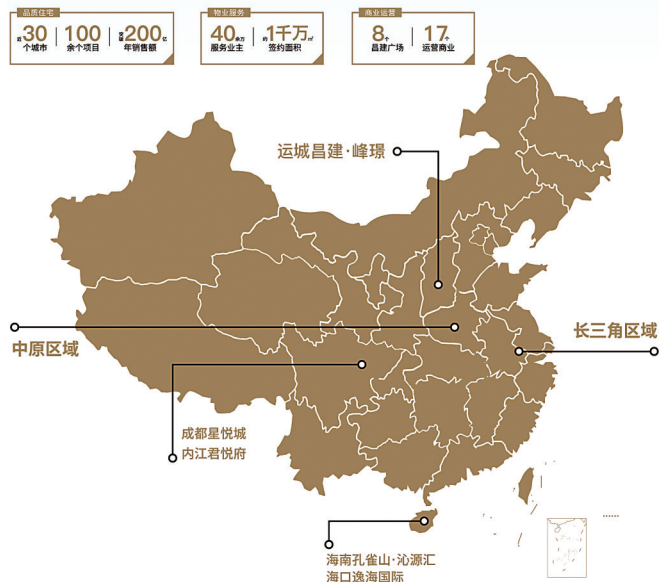 品质住宅
近30个城市
100余个项目
突破200亿年销售额
物业服务
40余万服务业主
约1千万㎡签约面积
商业运营
8个昌建广场
17个运营商业
运城昌建·峰璟
中原区域
长三角区域
成都星悦城
内江君悦府
海南孔雀山·沁源汇
海口逸海国际